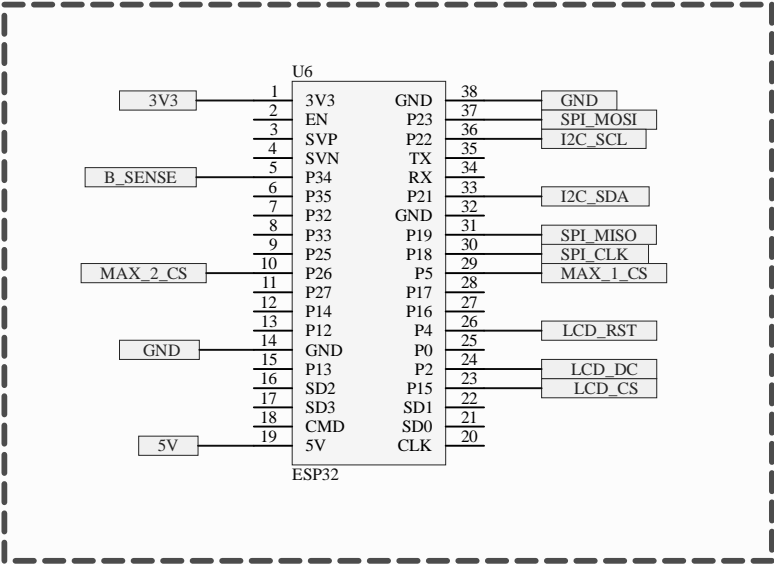 U6
3V3 1 3V3 GND 38 GND
2 EN P23 37 SPI_MOSI
3 SVP P22 36 I2C_SCL
4 SVN TX 35
B_SENSE 5 P34 RX 34
6 P35 P21 33 I2C_SDA
7 P32 GND 32
8 P33 P19 31 SPI_MISO
9 P25 P18 30 SPI_CLK
MAX_2_CS 10 P26 P5 29 MAX_1_CS
11 P27 P17 28
12 P14 P16 27
13 P12 P4 26 LCD_RST
GND 14 GND P0 25
15 P13 P2 24 LCD_DC
16 SD2 P15 23 LCD_CS
17 SD3 SD1 22
18 CMD SD0 21
5V 19 5V CLK 20
ESP32